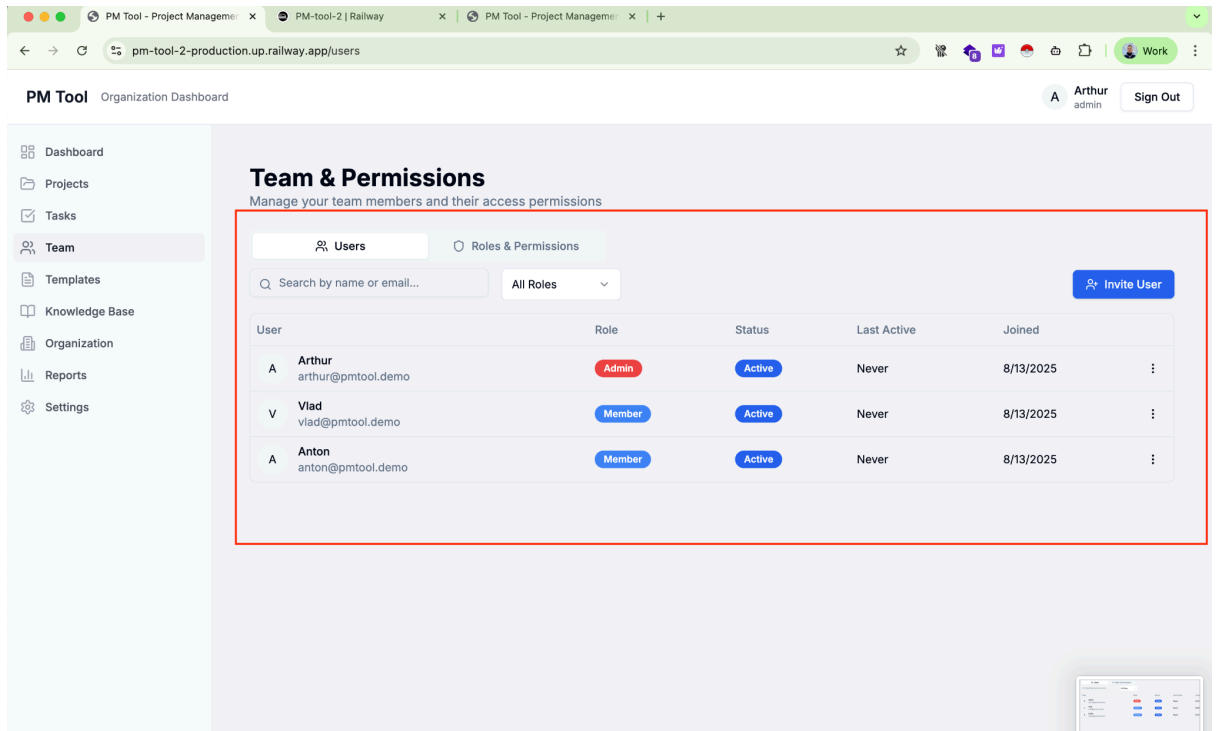 PM Tool - Project Managemen
PM-tool-2 | Railway
PM Tool - Project Managemen
pm-tool-2-production.up.railway.app/users
8
Work
PM Tool Organization Dashboard
A Arthur
admin
Sign Out
Dashboard
Projects
Tasks
Team
Templates
Knowledge Base
Organization
Reports
Settings
Team & Permissions
Manage your team members and their access permissions
Users Roles & Permissions
Search by name or email... All Roles Invite User
User Role Status Last Active Joined
A Arthur Admin Active Never 8/13/2025
arthur@pmtool.demo
V Vlad Member Active Never 8/13/2025
vlad@pmtool.demo
A Anton Member Active Never 8/13/2025
anton@pmtool.demo